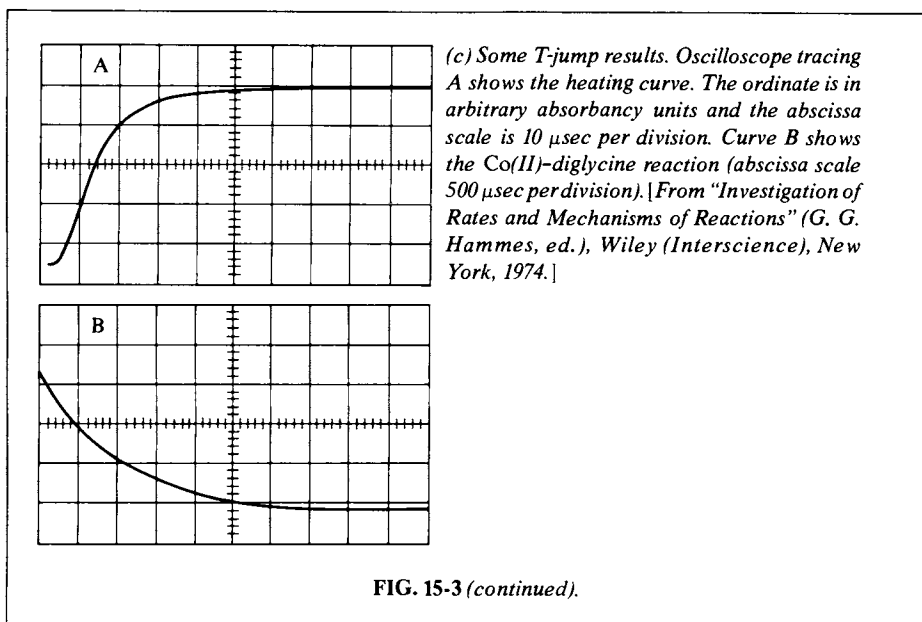 A
(c) Some T-jump results. Oscilloscope tracing
A shows the heating curve. The ordinate is in
arbitrary absorbancy units and the abscissa
scale is 10 μsec per division. Curve B shows
the Co(II)-diglycine reaction (abscissa scale
500 μsec per division). [From "Investigation of
Rates and Mechanisms of Reactions" (G. G.
Hammes, ed.), Wiley (Interscience), New
York, 1974.]
B
FIG. 15-3 (continued).